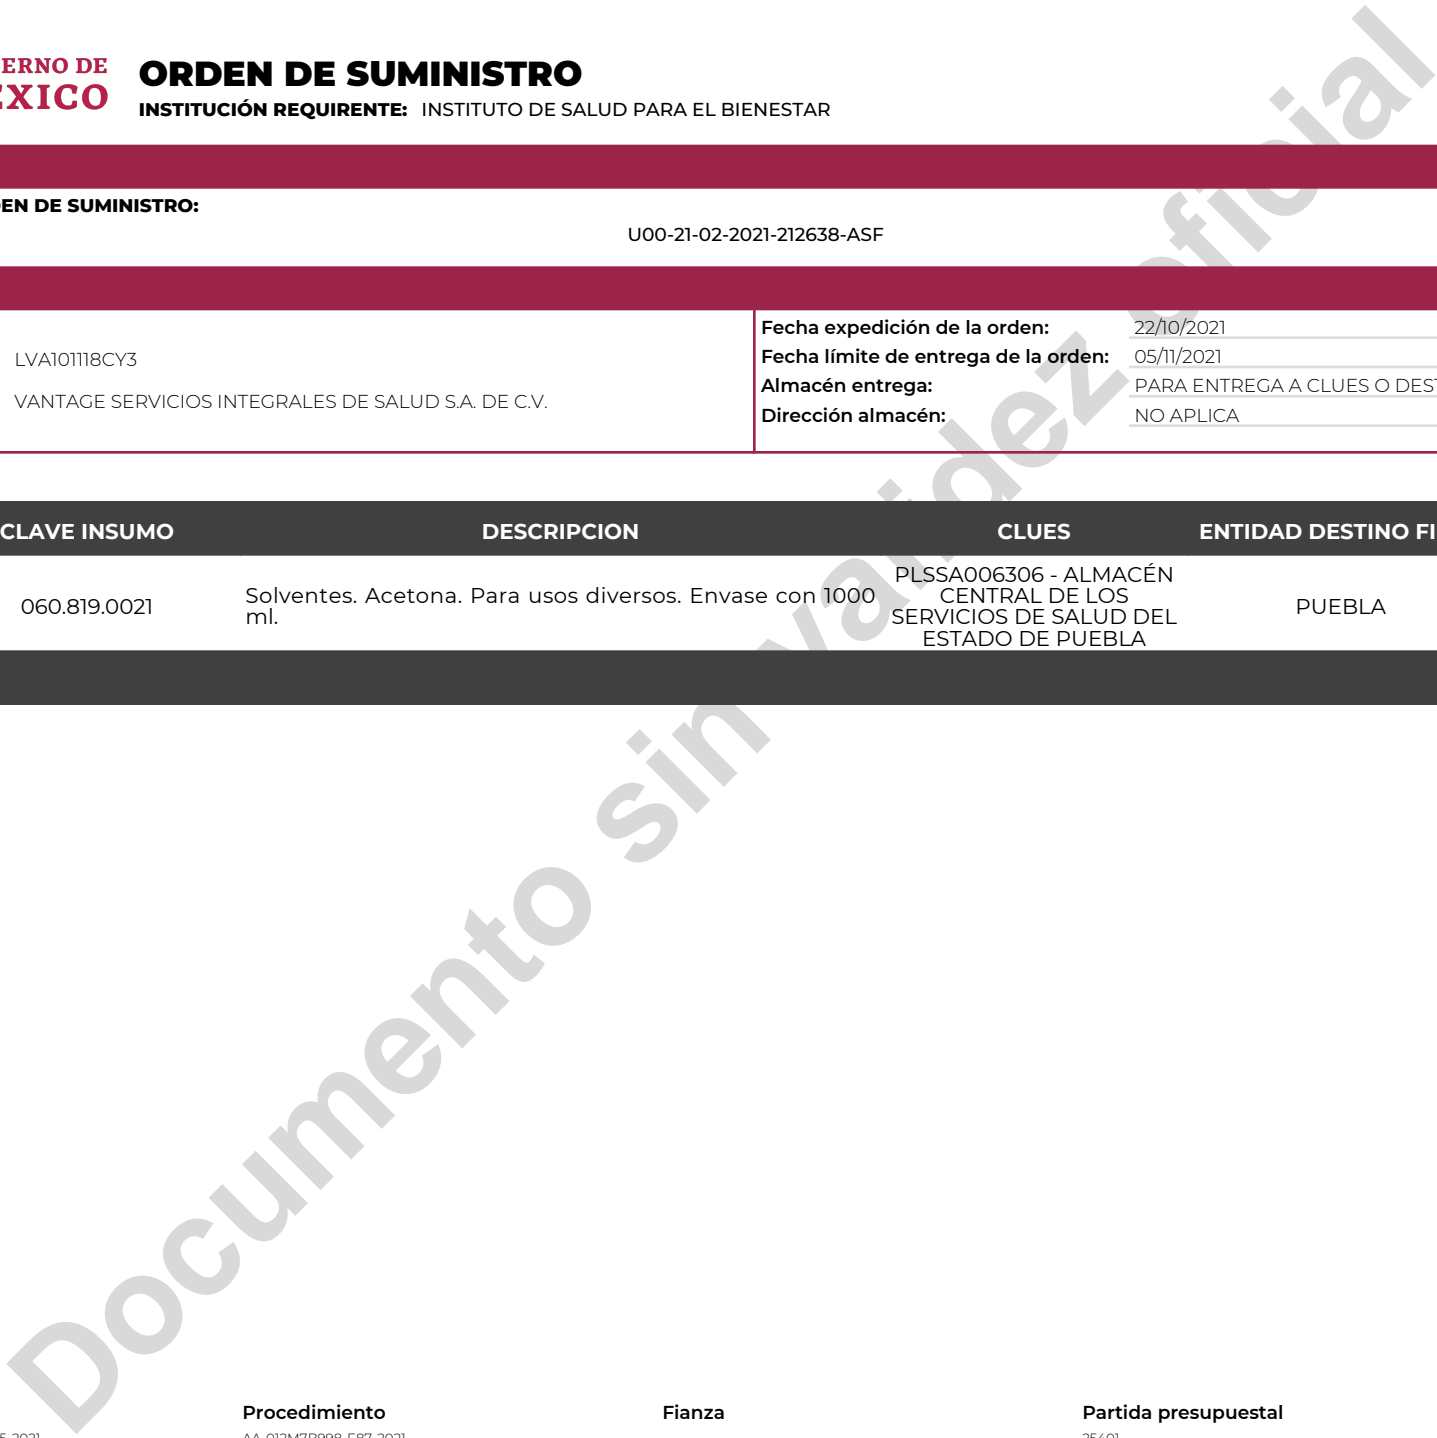 ERNO DE
ÉXICO
ORDEN DE SUMINISTRO
INSTITUCIÓN REQUIRENTE: INSTITUTO DE SALUD PARA EL BIENESTAR
EN DE SUMINISTRO:
U00-21-02-2021-212638-ASF
LVA101118CY3
VANTAGE SERVICIOS INTEGRALES DE SALUD S.A. DE C.V.
Fecha expedición de la orden: 22/10/2021
Fecha límite de entrega de la orden: 05/11/2021
Almacén entrega: PARA ENTREGA A CLUES O DEST
Dirección almacén: NO APLICA
CLAVE INSUMO DESCRIPCION CLUES ENTIDAD DESTINO FI
060.819.0021
Solventes. Acetona. Para usos diversos. Envase con 1000
ml.
PLSSA006306 - ALMACÉN
CENTRAL DE LOS
SERVICIOS DE SALUD DEL
ESTADO DE PUEBLA
PUEBLA
Documento sin validez oficial
Procedimiento Fianza Partida presupuestal